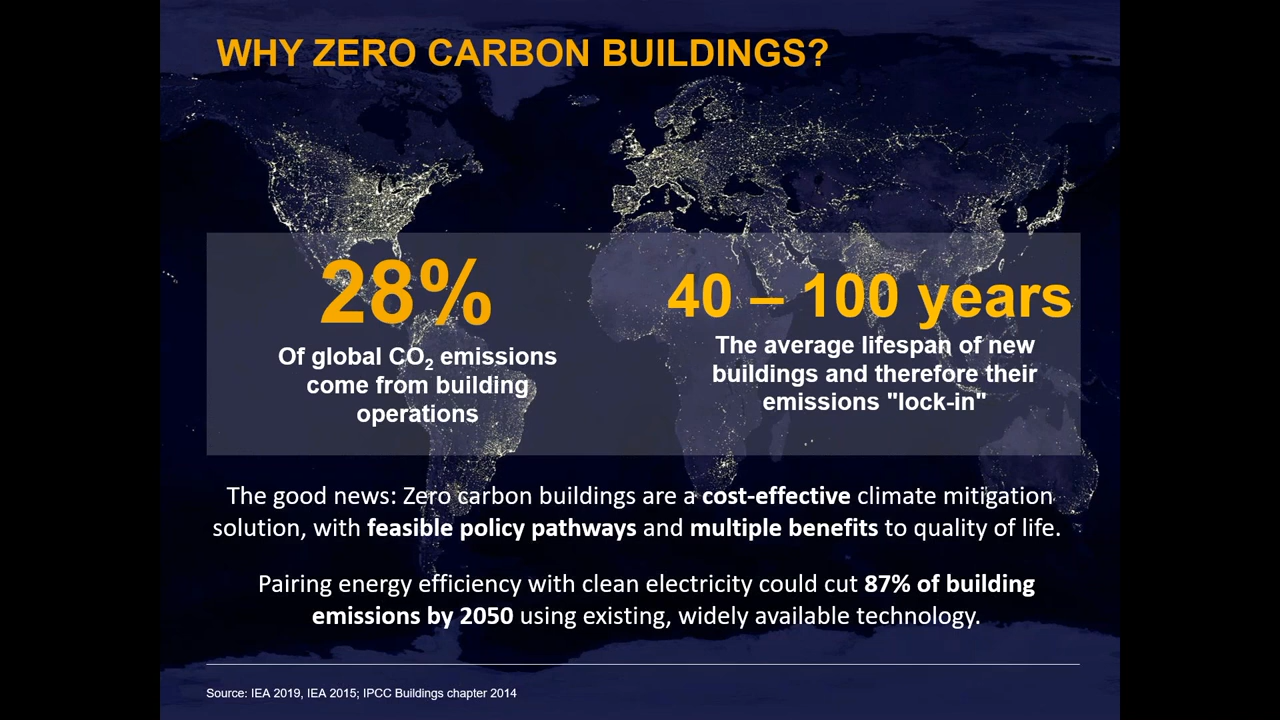 WHY ZERO CARBON BUILDINGS?
28%
Of global CO₂ emissions
come from building
operations
40 – 100 years
The average lifespan of new
buildings and therefore their
emissions "lock-in"
The good news: Zero carbon buildings are a cost-effective climate mitigation
solution, with feasible policy pathways and multiple benefits to quality of life.
Pairing energy efficiency with clean electricity could cut 87% of building
emissions by 2050 using existing, widely available technology.
Source: IEA 2019, IEA 2015; IPCC Buildings chapter 2014